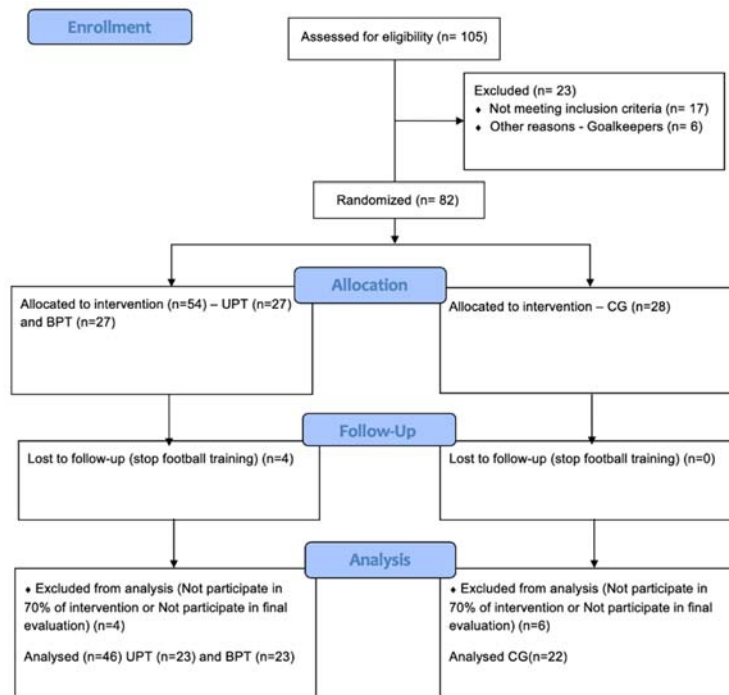 Enrollment
Assessed for eligibility (n= 105)
Excluded (n= 23)
♦ Not meeting inclusion criteria (n= 17)
♦ Other reasons - Goalkeepers (n= 6)
Randomized (n= 82)
Allocation
Allocated to intervention (n=54) – UPT (n=27)
and BPT (n=27)
Allocated to intervention – CG (n=28)
Follow-Up
Lost to follow-up (stop football training) (n=4)
Lost to follow-up (stop football training) (n=0)
Analysis
♦ Excluded from analysis (Not participate in
70% of intervention or Not participate in final
evaluation) (n=4)
Analysed (n=46) UPT (n=23) and BPT (n=23)
♦ Excluded from analysis (Not participate in
70% of intervention or Not participate in final
evaluation) (n=6)
Analysed CG(n=22)